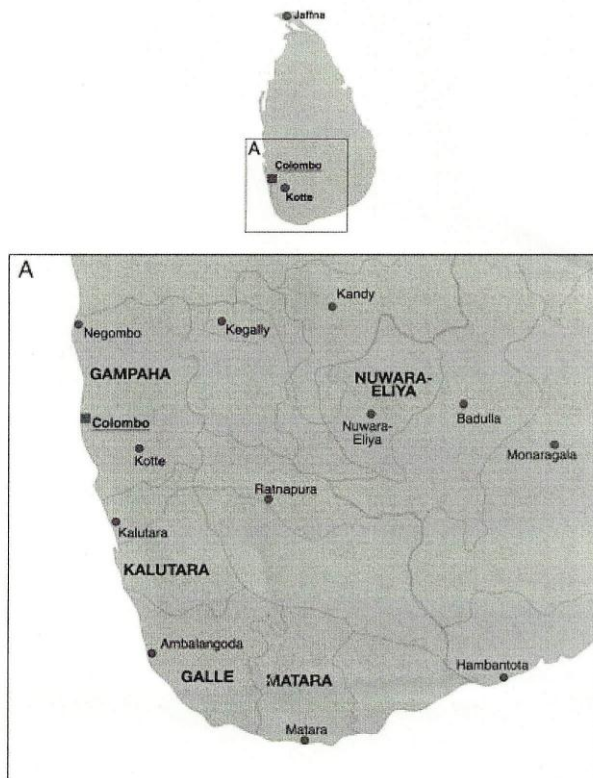 Jaffna
A
Colombo
Kotte
A
Kandy
Negombo
Kegally
GAMPAHA
NUWARA-
ELIYA
Colombo
Nuwara-
Eliya
Badulla
Kotte
Monaragala
Ratnapura
Kalutara
KALUTARA
Ambalangoda
GALLE
MATARA
Hambantota
Matara